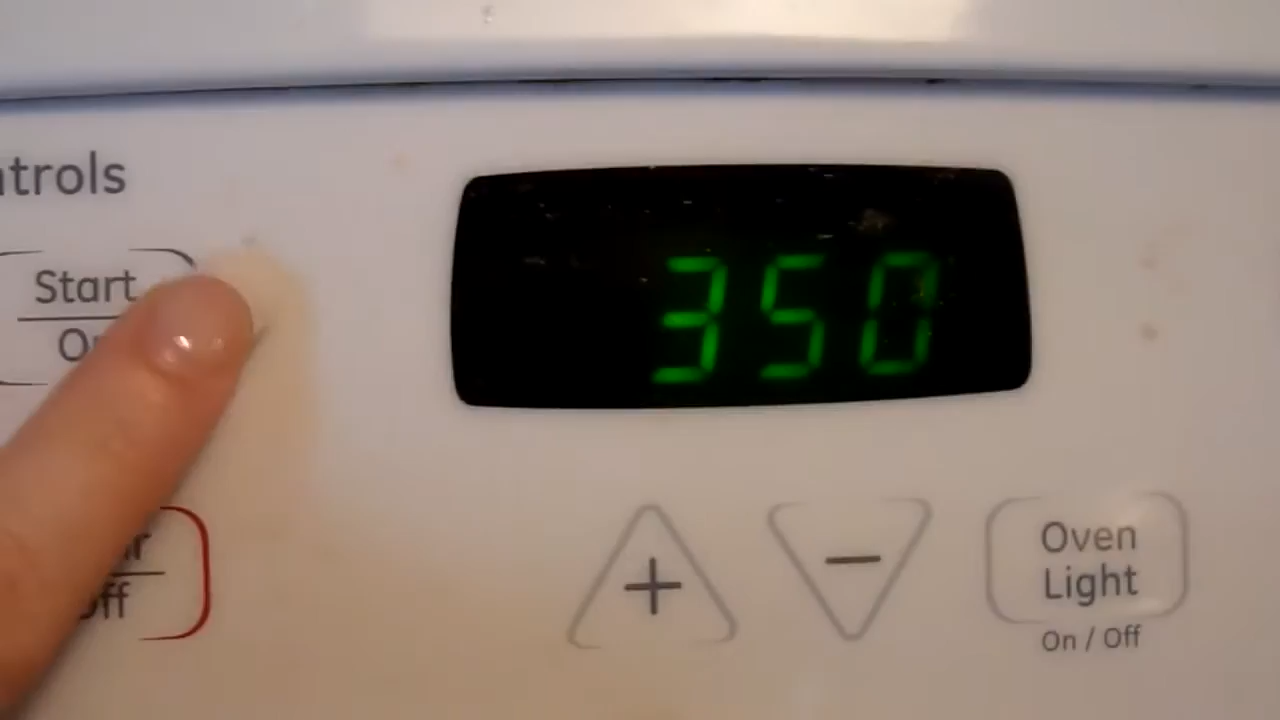 ntrols
Start
350
+
−
Oven
Light
On / Off